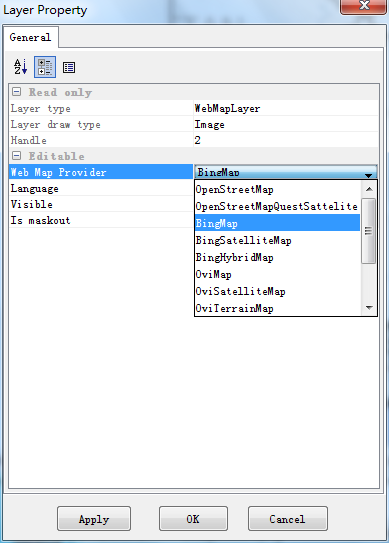 Layer Property
General
Read only
Layer type WebMapLayer
Layer draw type Image
Handle 2
Editable
Web Map Provider BingMap
Language OpenStreetMap
Visible OpenStreetMapQuestSattelite
Is maskout BingMap
BingSatelliteMap
BingHybridMap
OviMap
OviSatelliteMap
OviTerrainMap
Apply OK Cancel